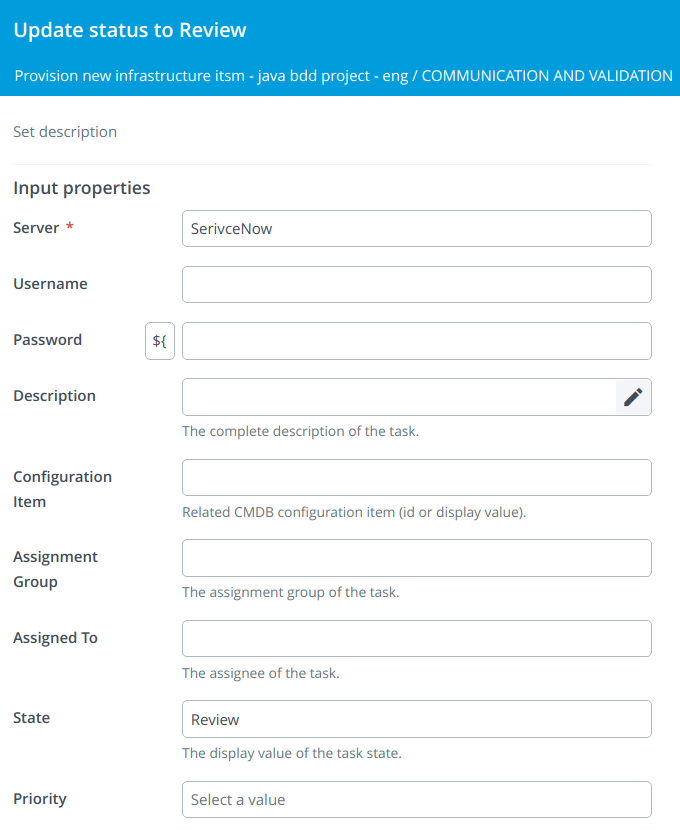 Update status to Review
Provision new infrastructure itsm - java bdd project - eng / COMMUNICATION AND VALIDATION
Set description
Input properties
Server *
SerivceNow
Username
Password
${
Description
The complete description of the task.
Configuration
Item
Related CMDB configuration item (id or display value).
Assignment
Group
The assignment group of the task.
Assigned To
The assignee of the task.
State
Review
The display value of the task state.
Priority
Select a value